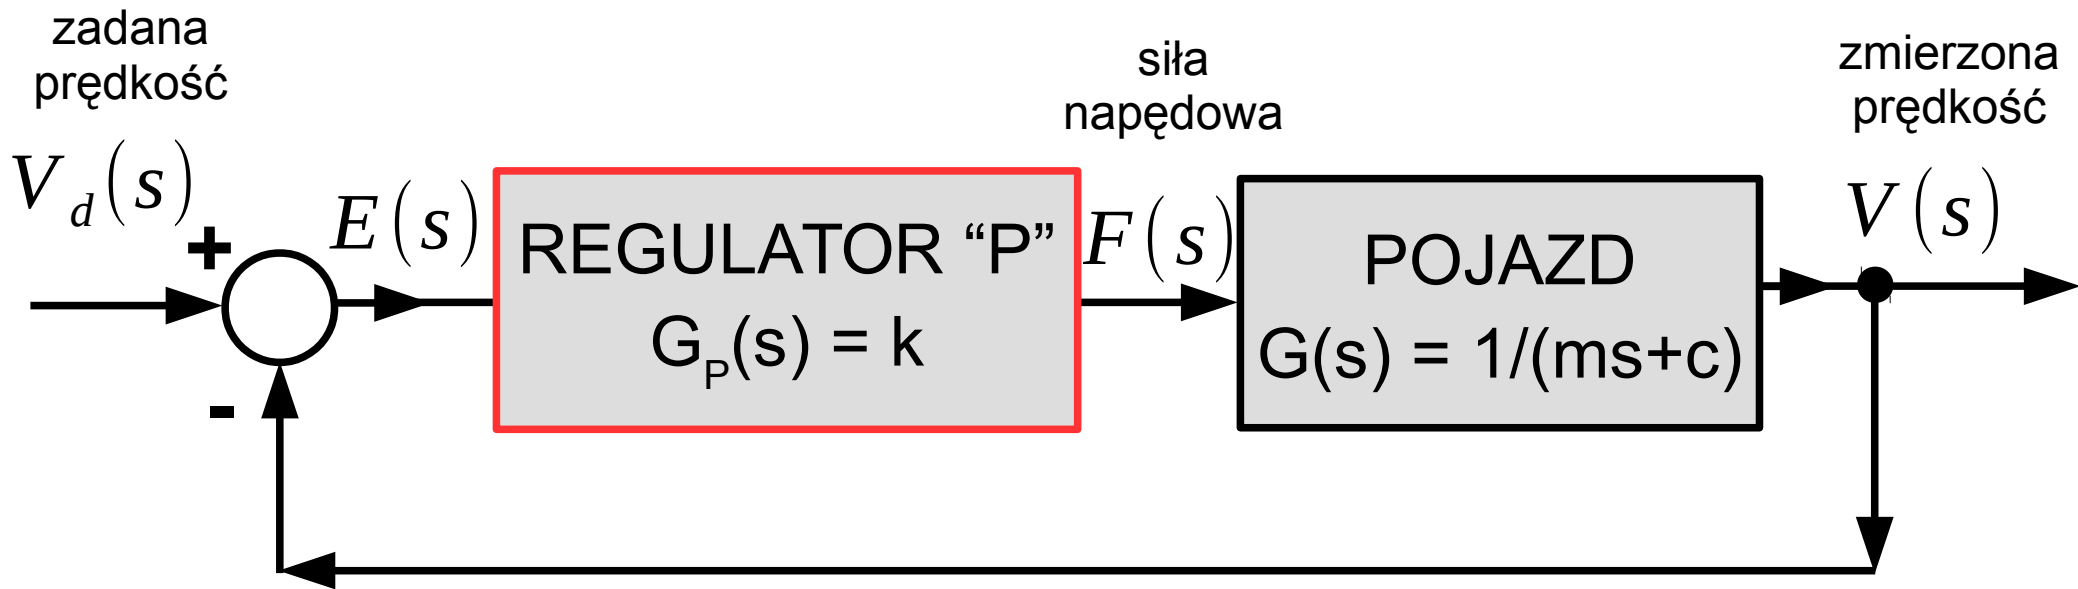 zadana
prędkość
siła
napędowa
zmierzona
prędkość
V_d(s)
+
E(s)
REGULATOR “P”
G_P(s) = k
F(s)
POJAZD
G(s) = 1/(ms+c)
V(s)
-